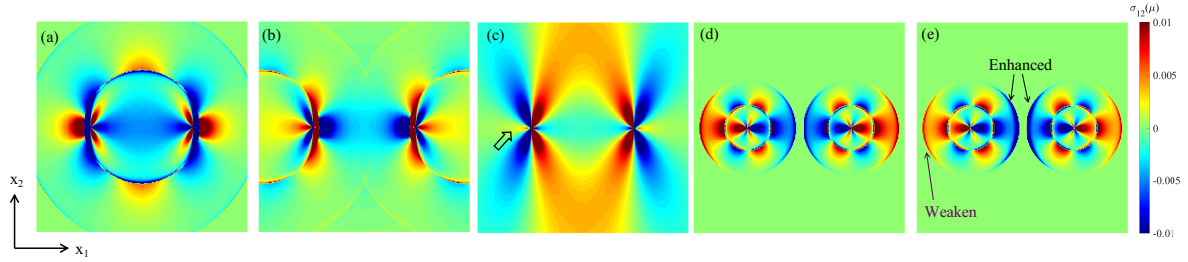 (a)
(b)
(c)
(d)
(e)
Enhanced
Weaken
x₂
x₁
σ₁₂(μ)
0.01
0.005
0
-0.005
-0.01